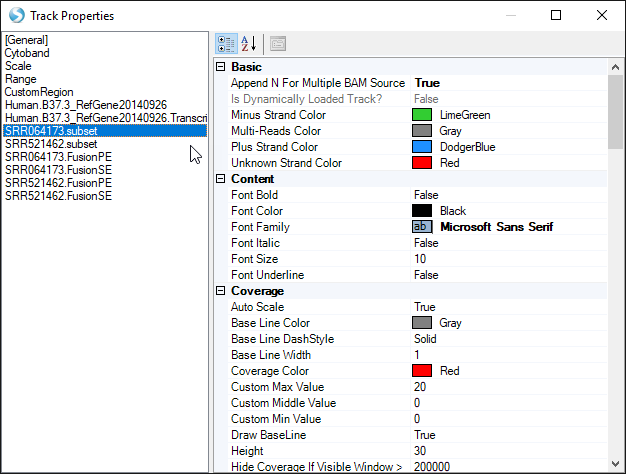 Track Properties
[General]
Cytoband
Scale
Range
CustomRegion
Human.B37.3_RefGene20140926
Human.B37.3_RefGene20140926.Transcri
SRR064173.subset
SRR521462.subset
SRR064173.FusionPE
SRR064173.FusionSE
SRR521462.FusionPE
SRR521462.FusionSE
A
Z
Basic
Append N For Multiple BAM Source True
Is Dynamically Loaded Track? False
Minus Strand Color LimeGreen
Multi-Reads Color Gray
Plus Strand Color DodgerBlue
Unknown Strand Color Red
Content
Font Bold False
Font Color Black
Font Family ab Microsoft Sans Serif
Font Italic False
Font Size 10
Font Underline False
Coverage
Auto Scale True
Base Line Color Gray
Base Line DashStyle Solid
Base Line Width 1
Coverage Color Red
Custom Max Value 20
Custom Middle Value 0
Custom Min Value 0
Draw BaseLine True
Height 30
Hide Coverage If Visible Window > 200000